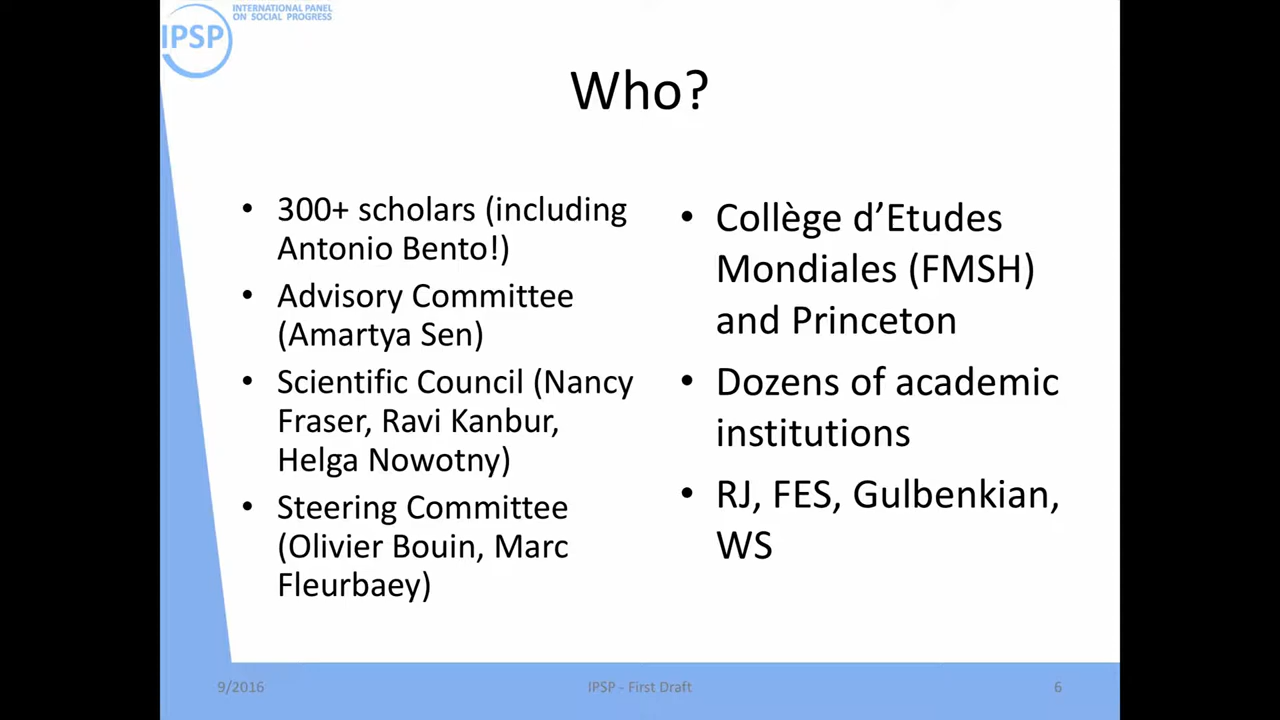 INTERNATIONAL PANEL
ON SOCIAL PROGRESS
IPSP
Who?
• 300+ scholars (including
Antonio Bento!)
• Advisory Committee
(Amartya Sen)
• Scientific Council (Nancy
Fraser, Ravi Kanbur,
Helga Nowotny)
• Steering Committee
(Olivier Bouin, Marc
Fleurbaey)
• Collège d’Etudes
Mondiales (FMSH)
and Princeton
• Dozens of academic
institutions
• RJ, FES, Gulbenkian,
WS
9/2016
IPSP - First Draft
6